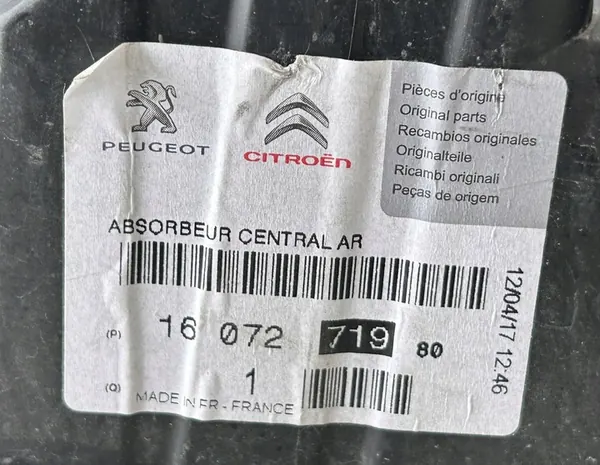 PEUGEOT
CITROËN
Pièces d'origine
Original parts
Recambios originales
Originalteile
Ricambi originali
Peças de origem
ABSORBEUR CENTRAL AR
12/04/17 12:46
(P) 16 072 719 80
(Q) 1
MADE IN FR - FRANCE